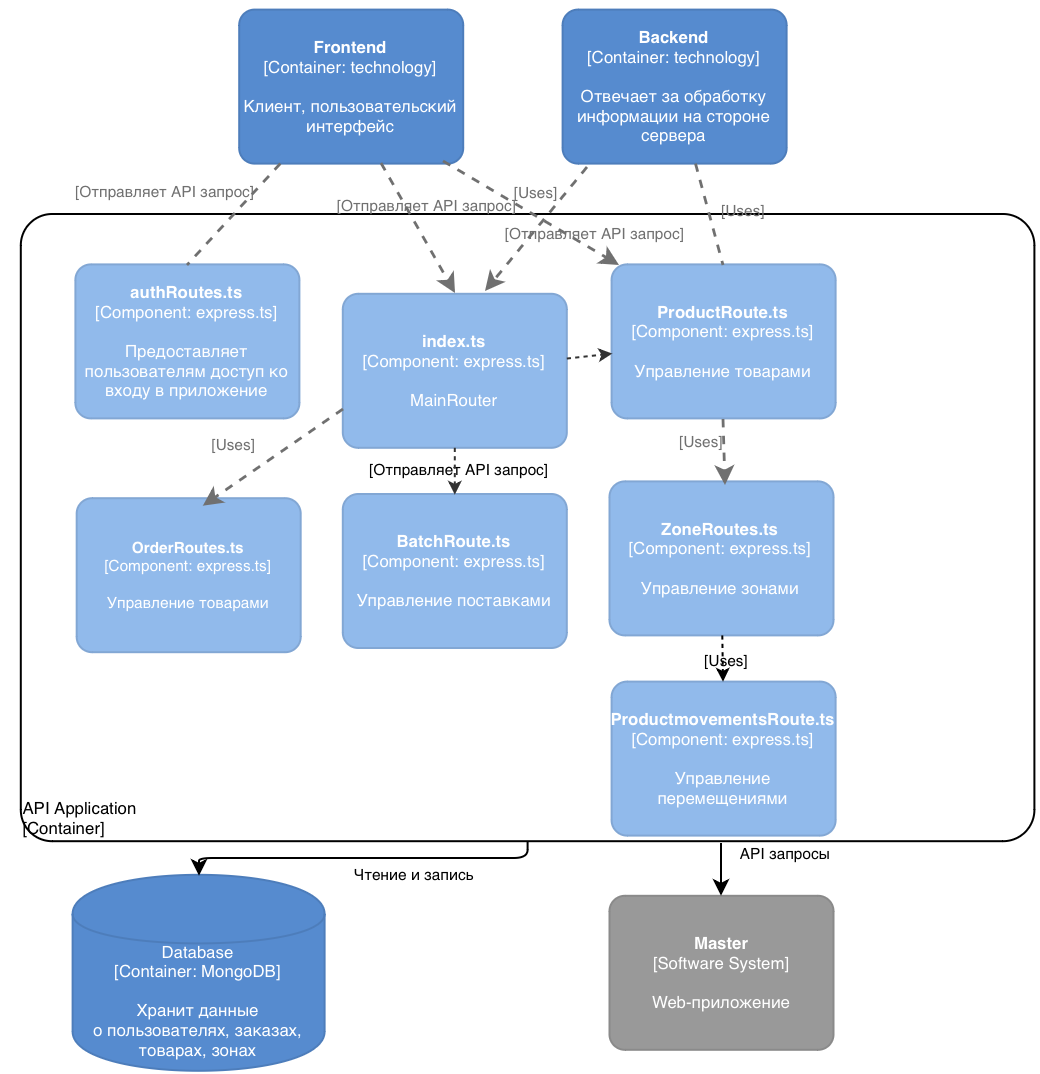 Frontend
[Container: technology]
Клиент, пользовательский
интерфейс
Backend
[Container: technology]
Отвечает за обработку
информации на стороне
сервера
[Отправляет API запрос]
[Отправляет API запрос]
[Uses]
[Отправляет API запрос]
[Uses]
authRoutes.ts
[Component: express.ts]
Предоставляет
пользователям доступ ко
входу в приложение
index.ts
[Component: express.ts]
MainRouter
ProductRoute.ts
[Component: express.ts]
Управление товарами
[Uses]
[Отправляет API запрос]
[Uses]
OrderRoutes.ts
[Component: express.ts]
Управление товарами
BatchRoute.ts
[Component: express.ts]
Управление поставками
ZoneRoutes.ts
[Component: express.ts]
Управление зонами
[Uses]
ProductmovementsRoute.ts
[Component: express.ts]
Управление
перемещениями
API Application
[Container]
Чтение и запись
API запросы
Database
[Container: MongoDB]
Хранит данные
о пользователях, заказах,
товарах, зонах
Master
[Software System]
Web-приложение